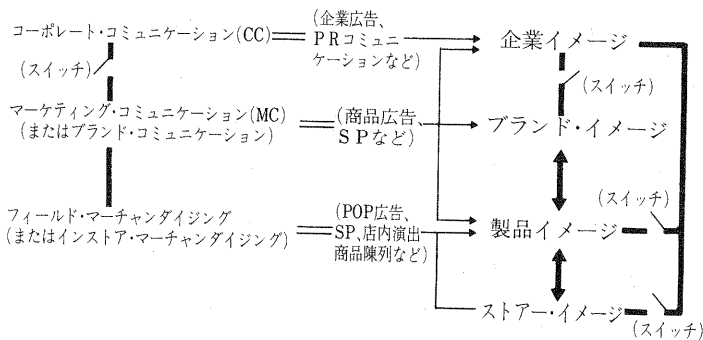 コーポレート・コミュニケーション(CC)
(企業広告、
PRコミュニ
ケーションなど)
企業イメージ
(スイッチ)
(スイッチ)
マーケティング・コミュニケーション(MC)
(またはブランド・コミュニケーション)
(商品広告、
SPなど)
ブランド・イメージ
(スイッチ)
フィールド・マーチャンダイジング
(またはインストア・マーチャンダイジング)
(POP広告、
SP、店内演出
商品陳列など)
製品イメージ
ストアー・イメージ
(スイッチ)